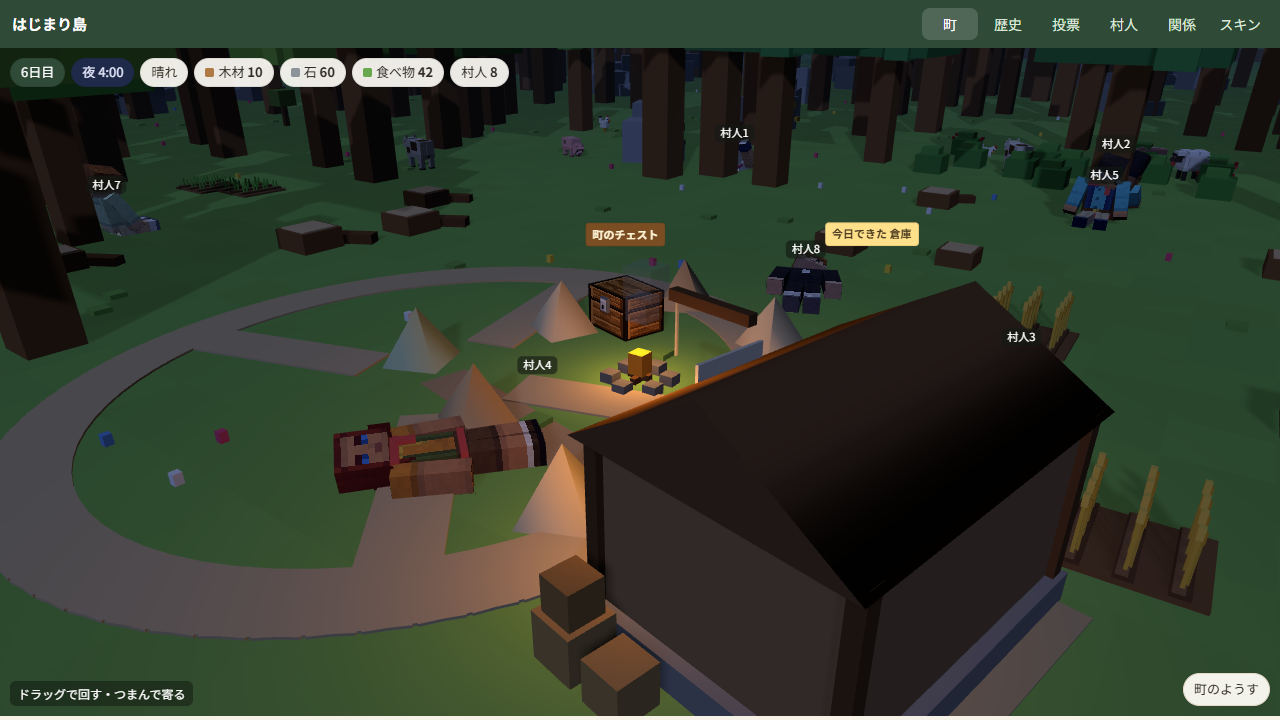 はじまり島
町
歴史
投票
村人
関係
スキン
6日目
夜 4:00
晴れ
木材 10
石 60
食べ物 42
村人 8
村人1
村人2
村人7
村人5
町のチェスト
今日できた 倉庫
村人8
村人3
村人4
ドラッグで回す・つまんで寄る
町のようす